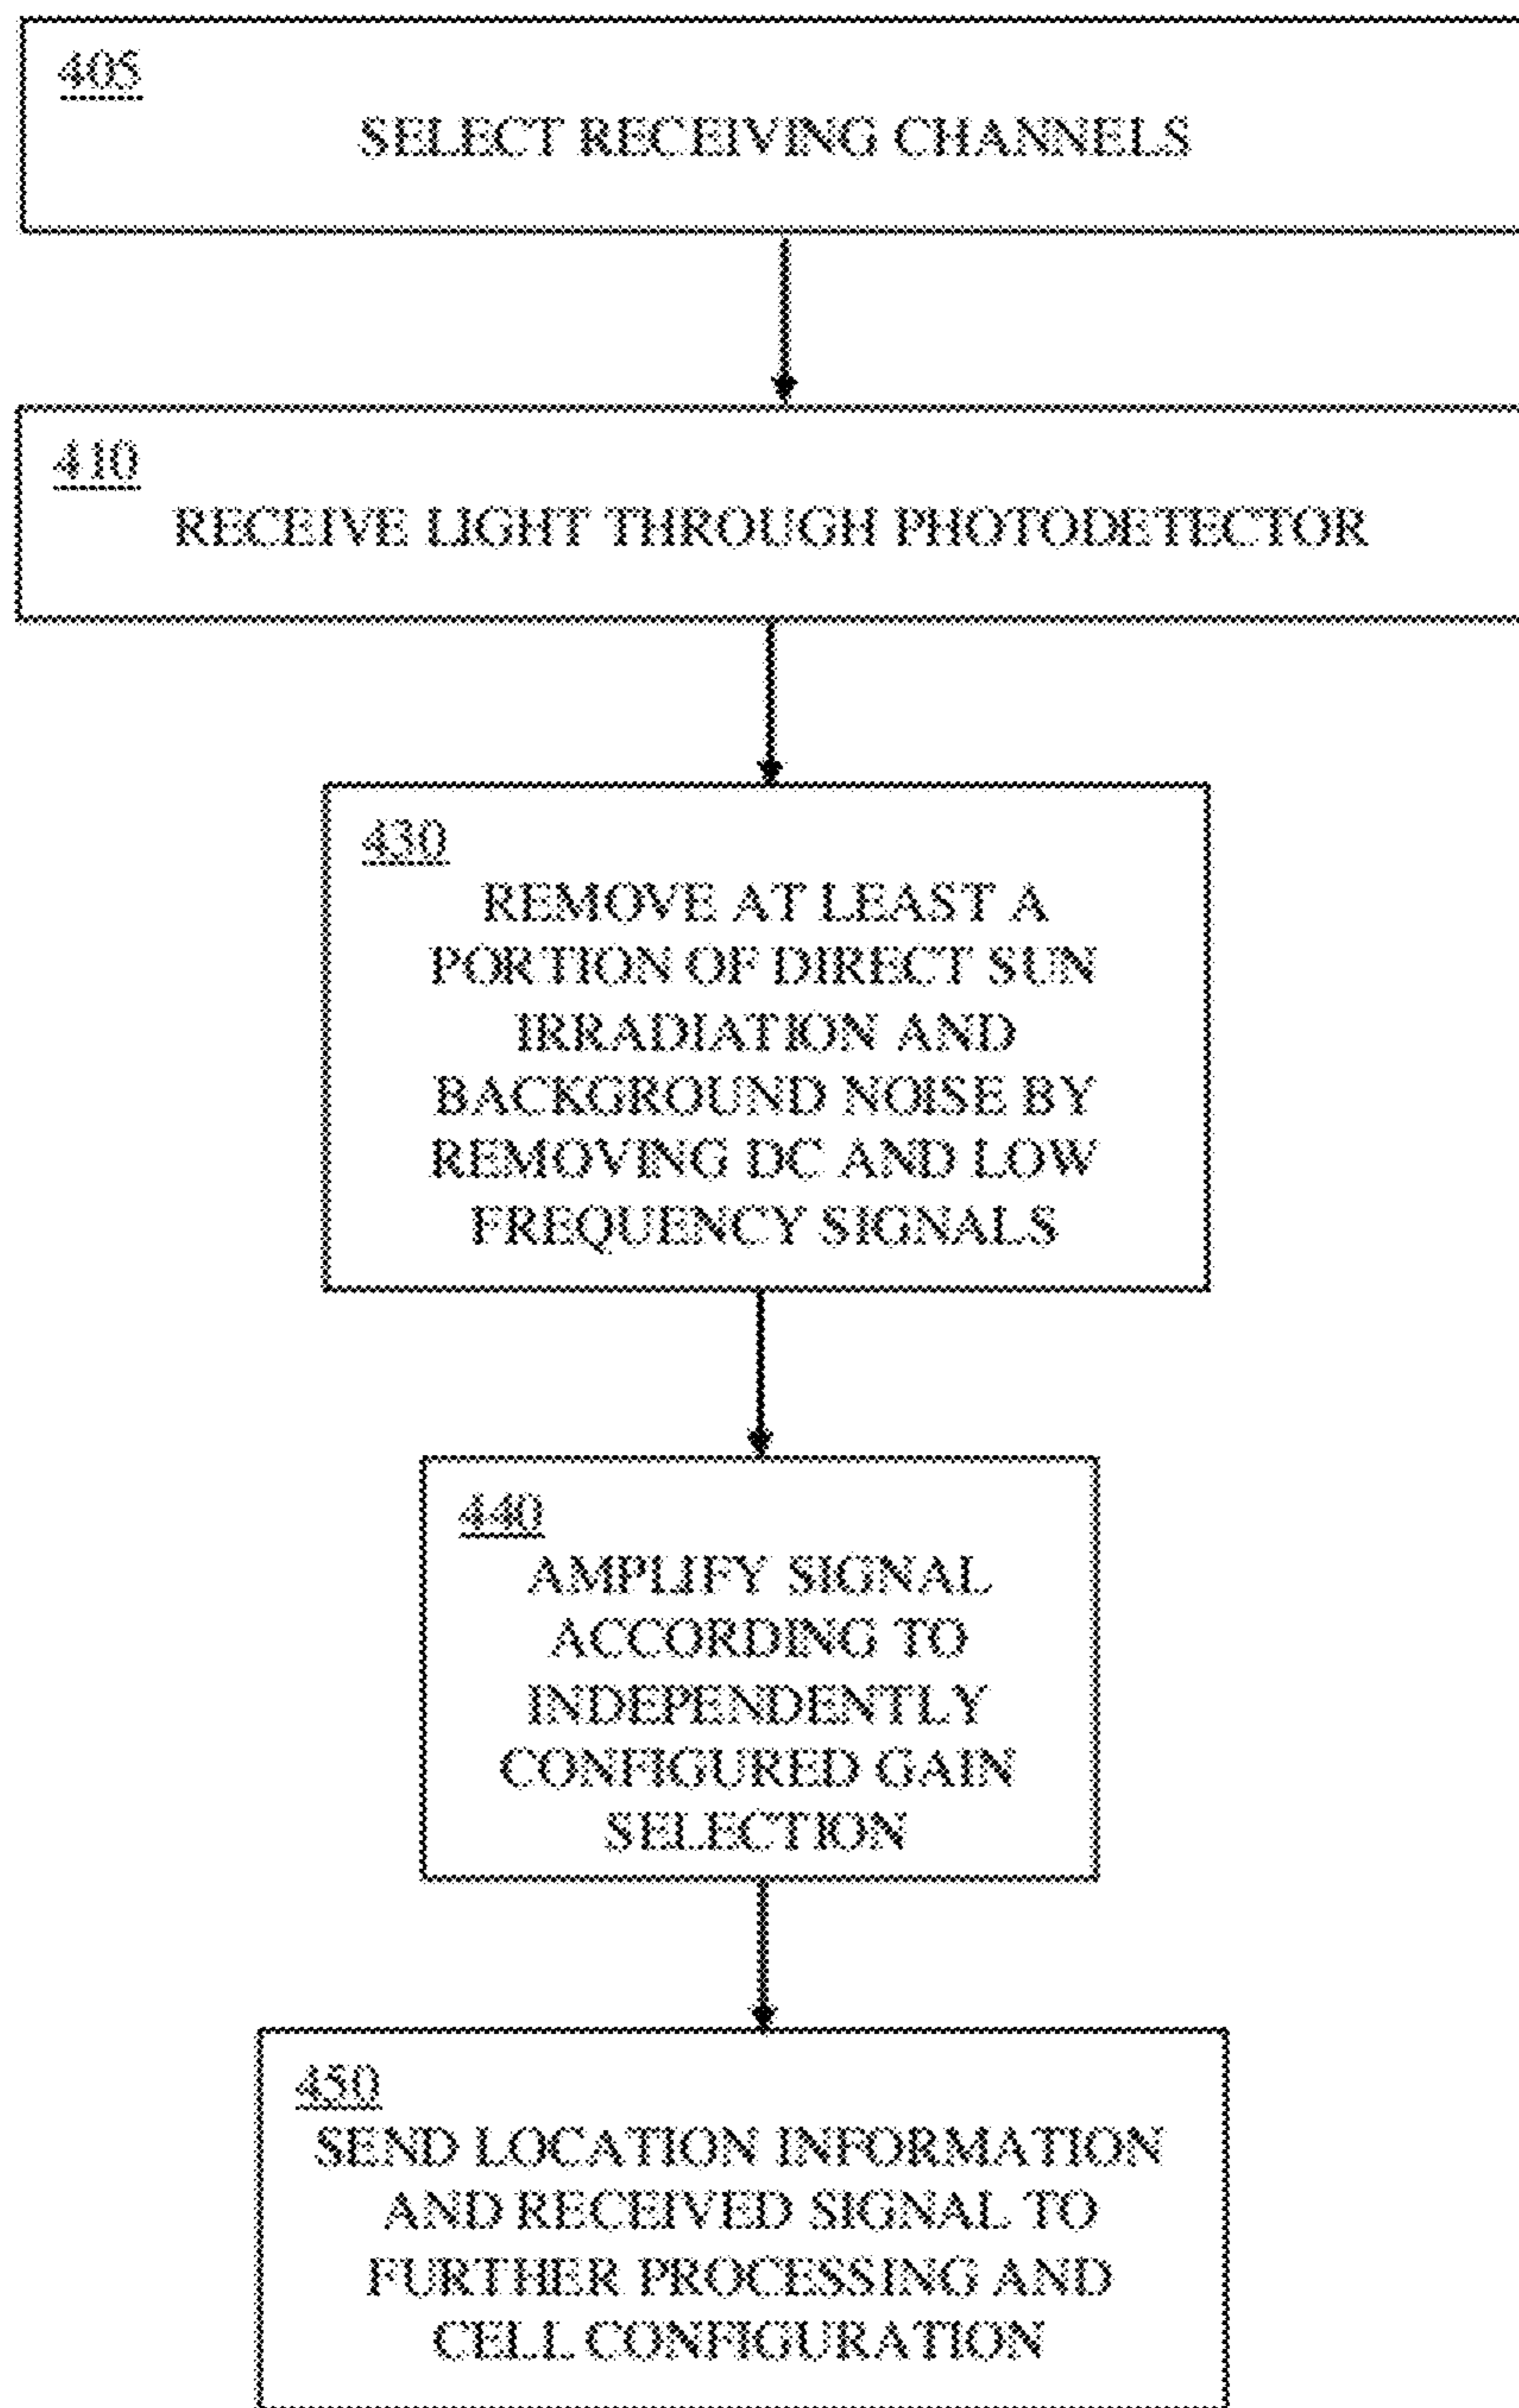 405
SELECT RECEIVING CHANNELS
410
RECEIVE LIGHT THROUGH PHOTODETECTOR
430
REMOVE AT LEAST A
PORTION OF DIRECT SUN
IRRADIATION AND
BACKGROUND NOISE BY
REMOVING DC AND LOW
FREQUENCY SIGNALS
440
AMPLIFY SIGNAL
ACCORDING TO
INDEPENDENTLY
CONFIGURED GAIN
SELECTION
450
SEND LOCATION INFORMATION
AND RECEIVED SIGNAL TO
FURTHER PROCESSING AND
CELL CONFIGURATION